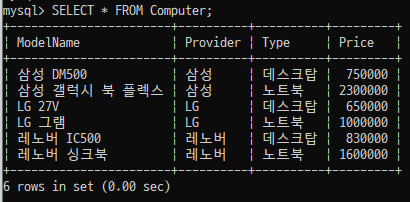 mysql> SELECT * FROM Computer;
+----------------------+----------+----------+---------+
| ModelName | Provider | Type | Price |
+----------------------+----------+----------+---------+
| 삼성 DM500 | 삼성 | 데스크탑 | 750000 |
| 삼성 갤럭시 북 플렉스 | 삼성 | 노트북 | 2300000 |
| LG 27V | LG | 데스크탑 | 650000 |
| LG 그램 | LG | 노트북 | 1000000 |
| 레노버 IC500 | 레노버 | 데스크탑 | 830000 |
| 레노버 싱크북 | 레노버 | 노트북 | 1600000 |
+----------------------+----------+----------+---------+
6 rows in set (0.00 sec)